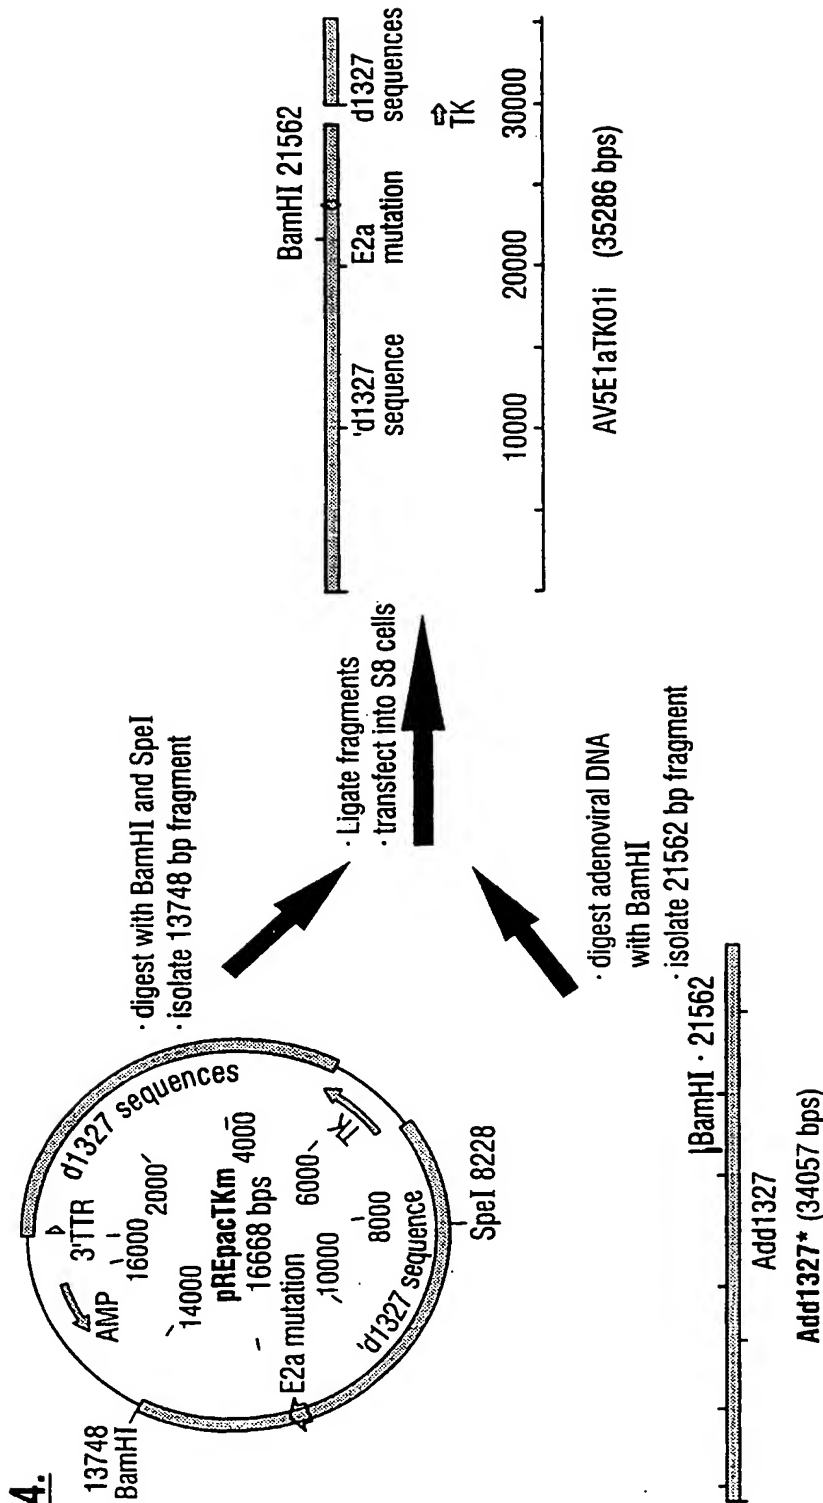 4.
13748
BamHI
AMP
3'TTR
d1327 sequences
16000
2000
14000
4000
pREpacTKm
16668 bps
6000
TK
E2a mutation
10000
8000
'd1327 sequence
SpeI 8228
· digest with BamHI and SpeI
· isolate 13748 bp fragment
BamHI · 21562
Add1327
Add1327* (34057 bps)
· digest adenoviral DNA
with BamHI
· isolate 21562 bp fragment
· Ligate fragments
· transfect into S8 cells
BamHI 21562
'd1327
sequence
E2a
mutation
d1327
sequences
TK
10000
20000
30000
AV5E1aTK01i (35286 bps)